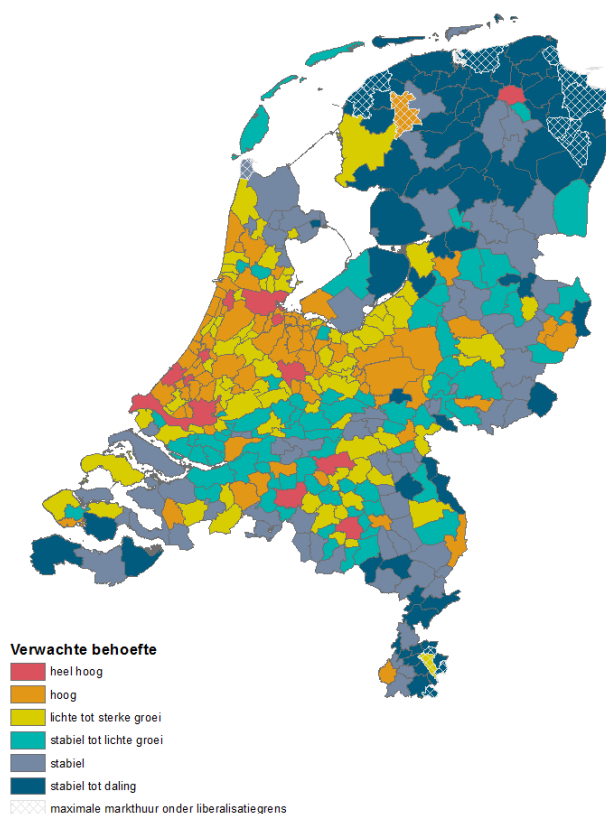 Verwachte behoefte
heel hoog
hoog
lichte tot sterke groei
stabiel tot lichte groei
stabiel
stabiel tot daling
maximale markthuur onder liberalisatiegrens